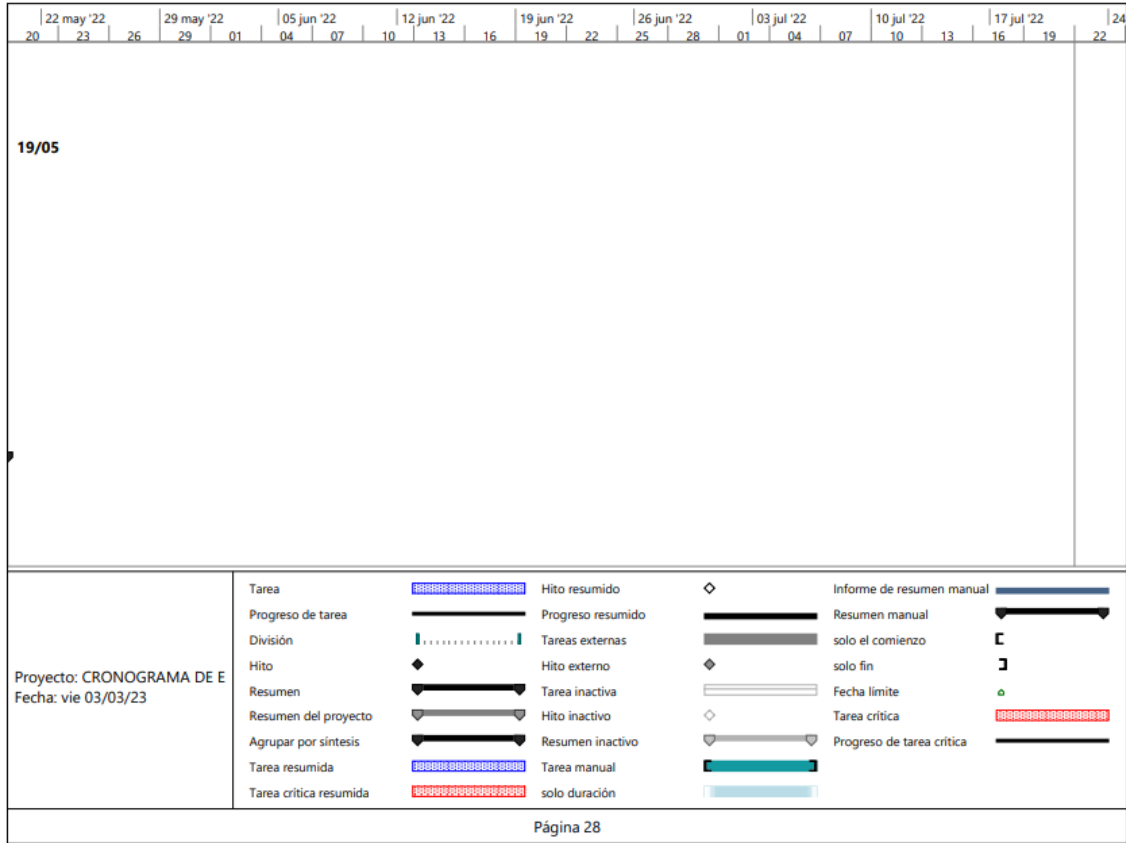 22 may '22 29 may '22 05 jun '22 12 jun '22 19 jun '22 26 jun '22 03 jul '22 10 jul '22 17 jul '22 24
20 23 26 29 01 04 07 10 13 16 19 22 25 28 01 04 07 10 13 16 19 22
19/05
Proyecto: CRONOGRAMA DE E
Fecha: vie 03/03/23
Tarea
Progreso de tarea
División
Hito
Resumen
Resumen del proyecto
Agrupar por síntesis
Tarea resumida
Tarea crítica resumida
Hito resumido
Progreso resumido
Tareas externas
Hito externo
Tarea inactiva
Hito inactivo
Resumen inactivo
Tarea manual
solo duración
Informe de resumen manual
Resumen manual
solo el comienzo
solo fin
Fecha límite
Tarea crítica
Progreso de tarea crítica
Página 28